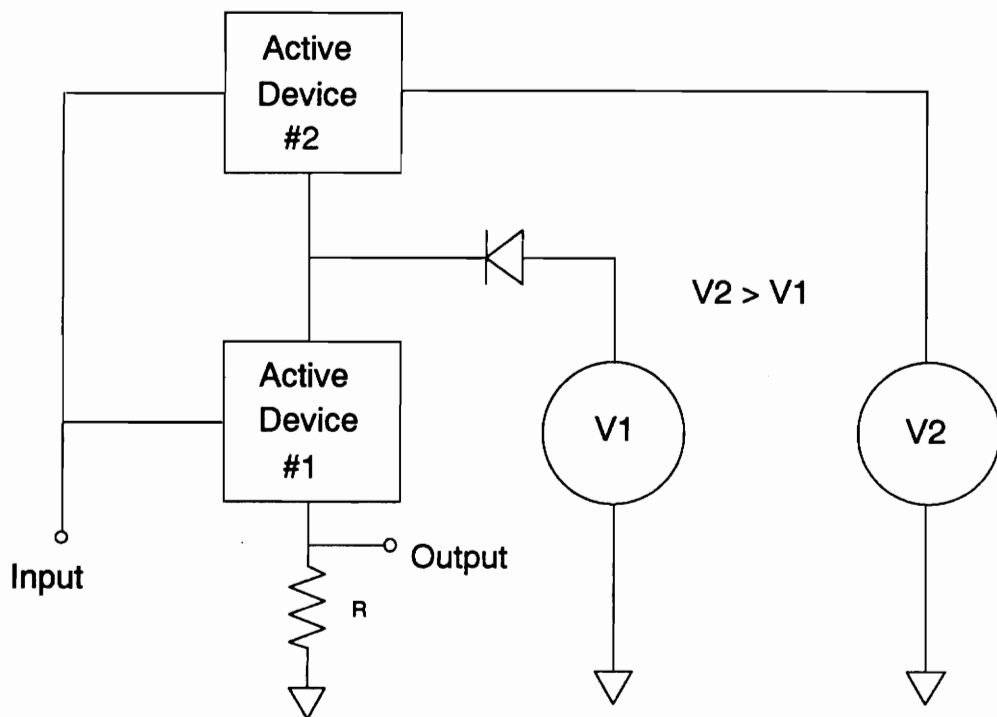 Active
Device
#2
V2 > V1
Active
Device
#1
V1
V2
Input
Output
R